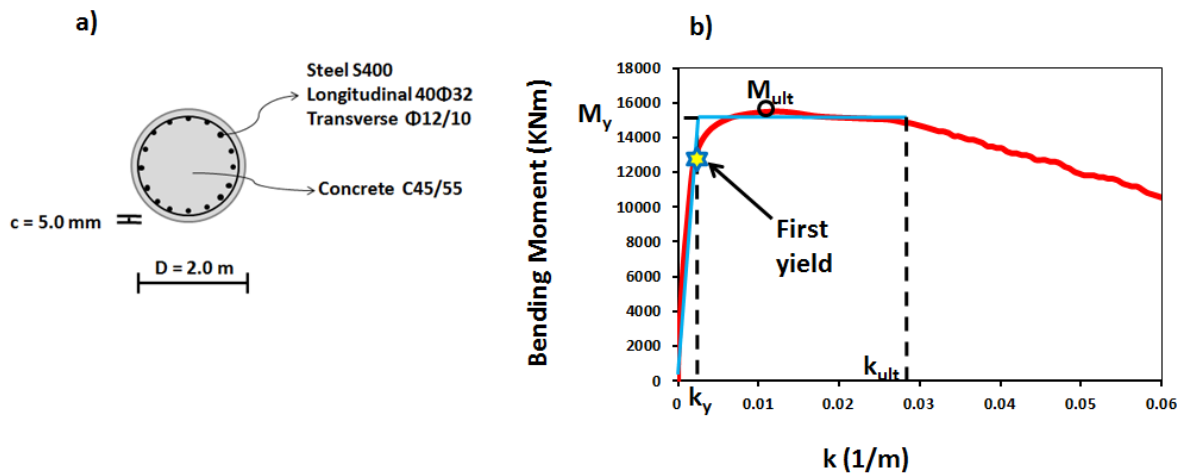 a)
Steel S400
Longitudinal 40Φ32
Transverse Φ12/10
Concrete C45/55
c = 5.0 mm
D = 2.0 m
b)
Bending Moment (KNm)
18000
16000
14000
12000
10000
8000
6000
4000
2000
0
My
Mult
First
yield
kult
ky
0
0.01
0.02
0.03
0.04
0.05
0.06
k (1/m)